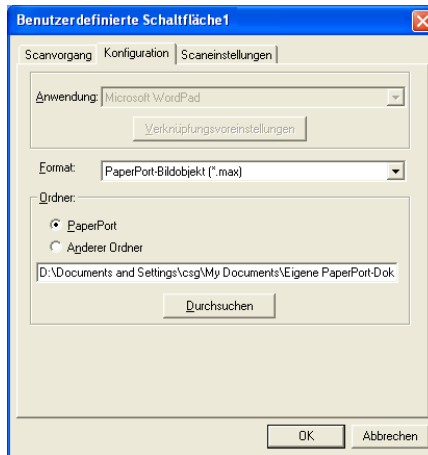 Benutzerdefinierte Schaltfläche1
Scanvorgang Konfiguration Scaneinstellungen
Anwendung: Microsoft WordPad
Verknüpfungsvoreinstellungen
Format: PaperPort-Bildobjekt (*.max)
Ordner:
PaperPort
Anderer Ordner
D:\Documents and Settings\csg\My Documents\Eigene PaperPort-Dok
Durchsuchen
OK Abbrechen